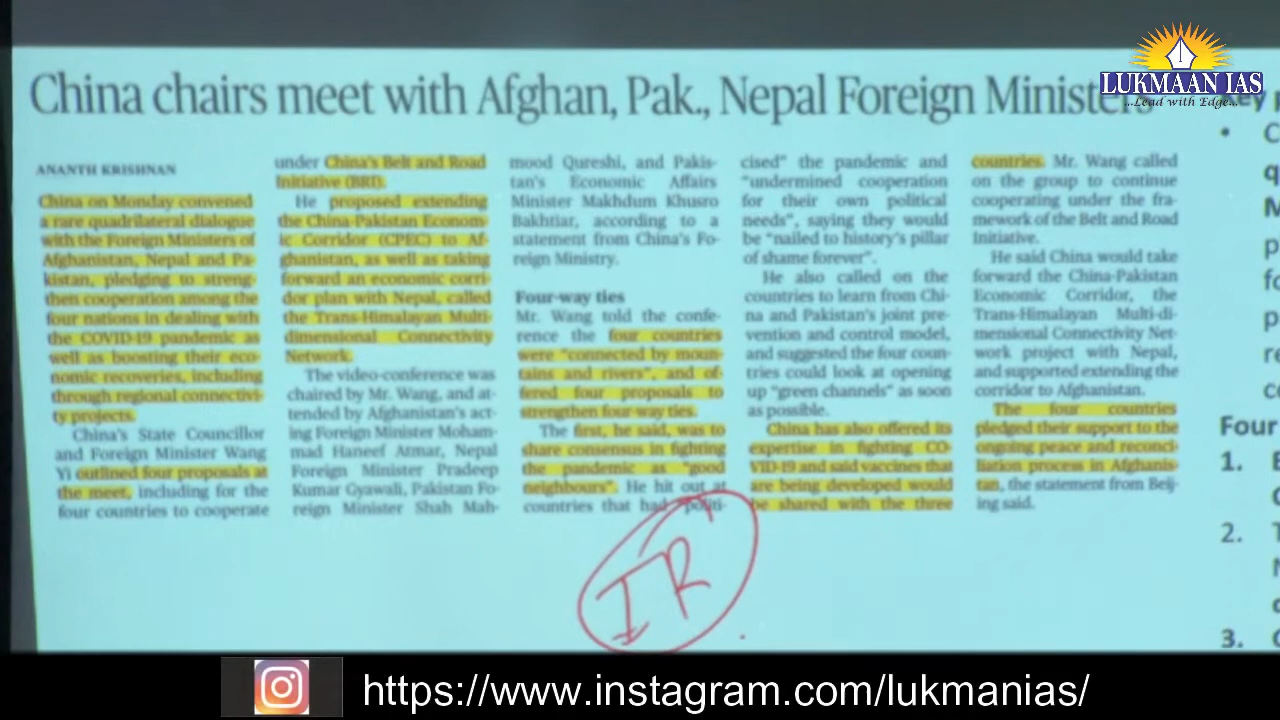 LUKMAAN IAS
...Lead with Edge...
China chairs meet with Afghan, Pak., Nepal Foreign Ministers
ANANTH KRISHNAN
China on Monday convened
a rare quadrilateral dialogue
with the Foreign Ministers of
Afghanistan, Nepal and Pa-
kistan, pledging to streng-
then cooperation among the
four nations in dealing with
the COVID-19 pandemic as
well as boosting their eco-
nomic recoveries, including
through regional connectivi-
ty projects.
China's State Councillor
and Foreign Minister Wang
Yi outlined four proposals at
the meet, including for the
four countries to cooperate
under China's Belt and Road
Initiative (BRI).
He proposed extending
the China-Pakistan Econom-
ic Corridor (CPEC) to Af-
ghanistan, as well as taking
forward an economic corri-
dor plan with Nepal, called
the Trans-Himalayan Multi-
dimensional Connectivity
Network.
The video-conference was
chaired by Mr. Wang, and at-
tended by Afghanistan's act-
ing Foreign Minister Moham-
mad Haneef Atmar, Nepal
Foreign Minister Pradeep
Kumar Gyawali, Pakistan Fo-
reign Minister Shah Mah-
mood Qureshi, and Pakis-
tan's Economic Affairs
Minister Makhdum Khusro
Bakhtiar, according to a
statement from China's Fo-
reign Ministry.
Four-way ties
Mr. Wang told the confe-
rence the four countries
were "connected by moun-
tains and rivers", and of-
fered four proposals to
strengthen four-way ties.
The first, he said, was to
share consensus in fighting
the pandemic as "good
neighbours". He hit out at
countries that had "politi-
cised" the pandemic and
"undermined cooperation
for their own political
needs", saying they would
be "nailed to history's pillar
of shame forever".
He also called on the
countries to learn from Chi-
na and Pakistan's joint pre-
vention and control model,
and suggested the four coun-
tries could look at opening
up "green channels" as soon
as possible.
China has also offered its
expertise in fighting CO-
VID-19 and said vaccines that
are being developed would
be shared with the three
countries. Mr. Wang called
on the group to continue
cooperating under the fra-
mework of the Belt and Road
Initiative.
He said China would take
forward the China-Pakistan
Economic Corridor, the
Trans-Himalayan Multi-di-
mensional Connectivity Net-
work project with Nepal,
and supported extending the
corridor to Afghanistan.
The four countries
pledged their support to the
ongoing peace and reconci-
liation process in Afghanis-
tan, the statement from Beij-
ing said.
IR
Four
1.
2.
3.
https://www.instagram.com/lukmanias/